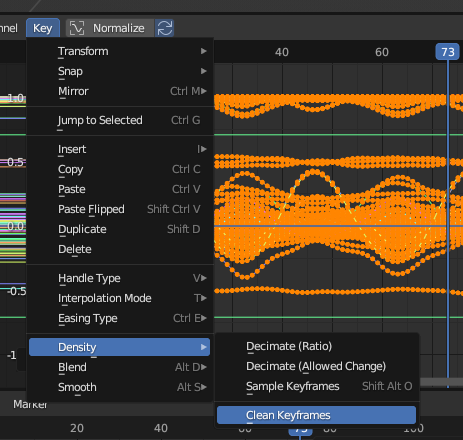 nnel Key Normalize
40 60 73
Transform
Snap
Mirror Ctrl M
1.0
Jump to Selected Ctrl G
Insert I
0.5
Copy Ctrl C
Paste Ctrl V
Paste Flipped Shift Ctrl V
0.0
Duplicate Shift D
Delete
Handle Type V
-0.5
Interpolation Mode T
Easing Type Ctrl E
Density
-1
Blend Alt D
Smooth Alt S
Decimate (Ratio)
Decimate (Allowed Change)
Sample Keyframes Shift Alt O
Clean Keyframes
Marker
20 40 60 73 80 100